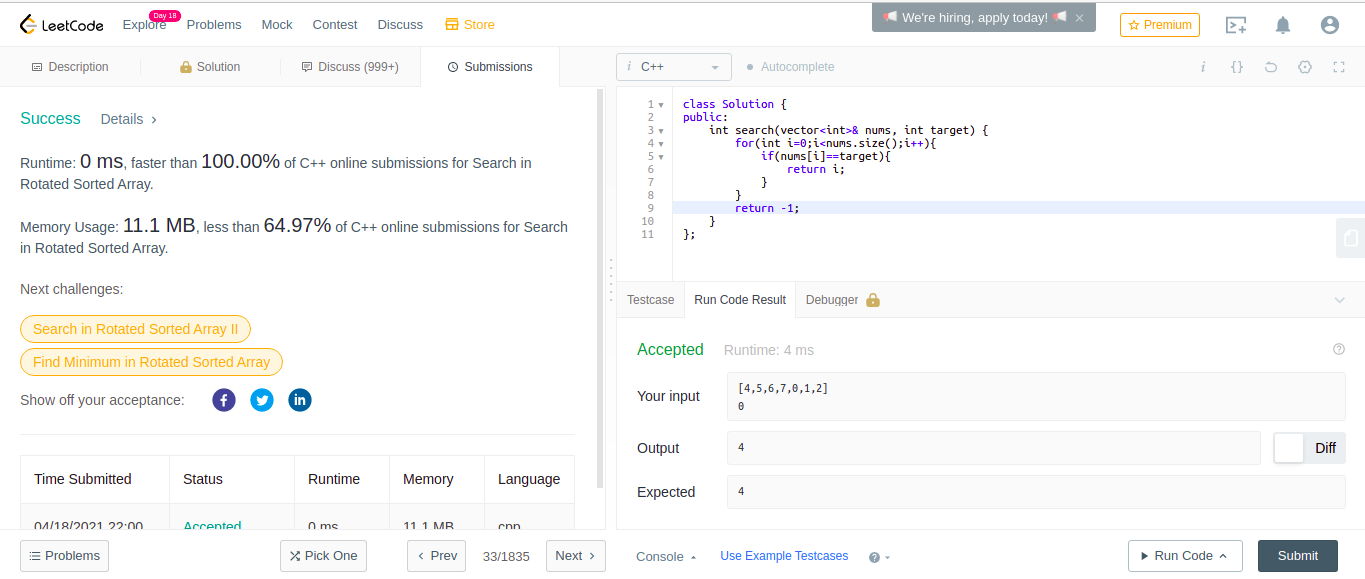 LeetCode
Explore
Day 18
Problems
Mock
Contest
Discuss
Store
We're hiring, apply today!
×
Premium
Description
Solution
Discuss (999+)
Submissions
i C++
Autocomplete
Success
Details >
Runtime: 0 ms, faster than 100.00% of C++ online submissions for Search in
Rotated Sorted Array.
Memory Usage: 11.1 MB, less than 64.97% of C++ online submissions for Search
in Rotated Sorted Array.
Next challenges:
Search in Rotated Sorted Array II
Find Minimum in Rotated Sorted Array
Show off your acceptance:
Time Submitted Status Runtime Memory Language
04/18/2021 22:00 Accepted 0 ms 11.1 MB cpp
Problems
Pick One
< Prev
33/1835
Next >
1 class Solution {
2 public:
3 int search(vector<int>& nums, int target) {
4 for(int i=0;i<nums.size();i++){
5 if(nums[i]==target){
6 return i;
7 }
8 }
9 return -1;
10 }
11 };
Testcase
Run Code Result
Debugger
Accepted
Runtime: 4 ms
Your input
[4,5,6,7,0,1,2]
0
Output
4
Diff
Expected
4
Console
Use Example Testcases
Run Code
Submit